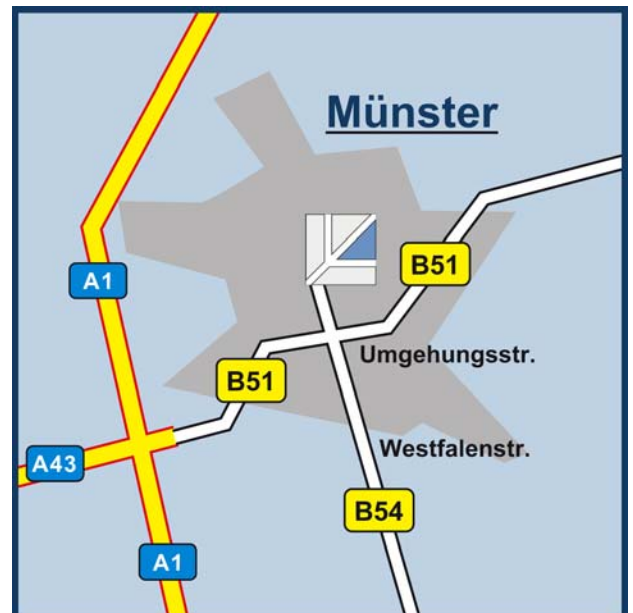 Münster
B51
A1
Umgehungsstr.
B51
Westfalenstr.
A43
B54
A1